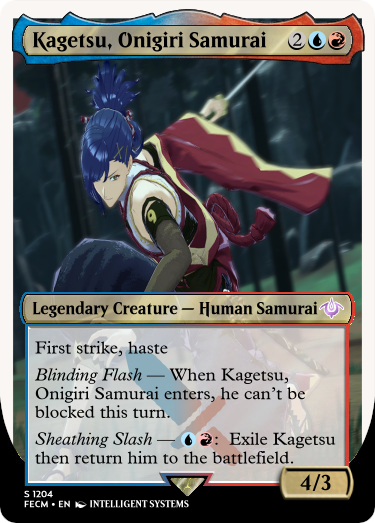 Kagetsu, Onigiri Samurai 2
Legendary Creature — Human Samurai
First strike, haste
Blinding Flash — When Kagetsu,
Onigiri Samurai enters, he can't be
blocked this turn.
Sheathing Slash — : Exile Kagetsu
then return him to the battlefield.
4/3
S 1204
FECM • EN INTELLIGENT SYSTEMS